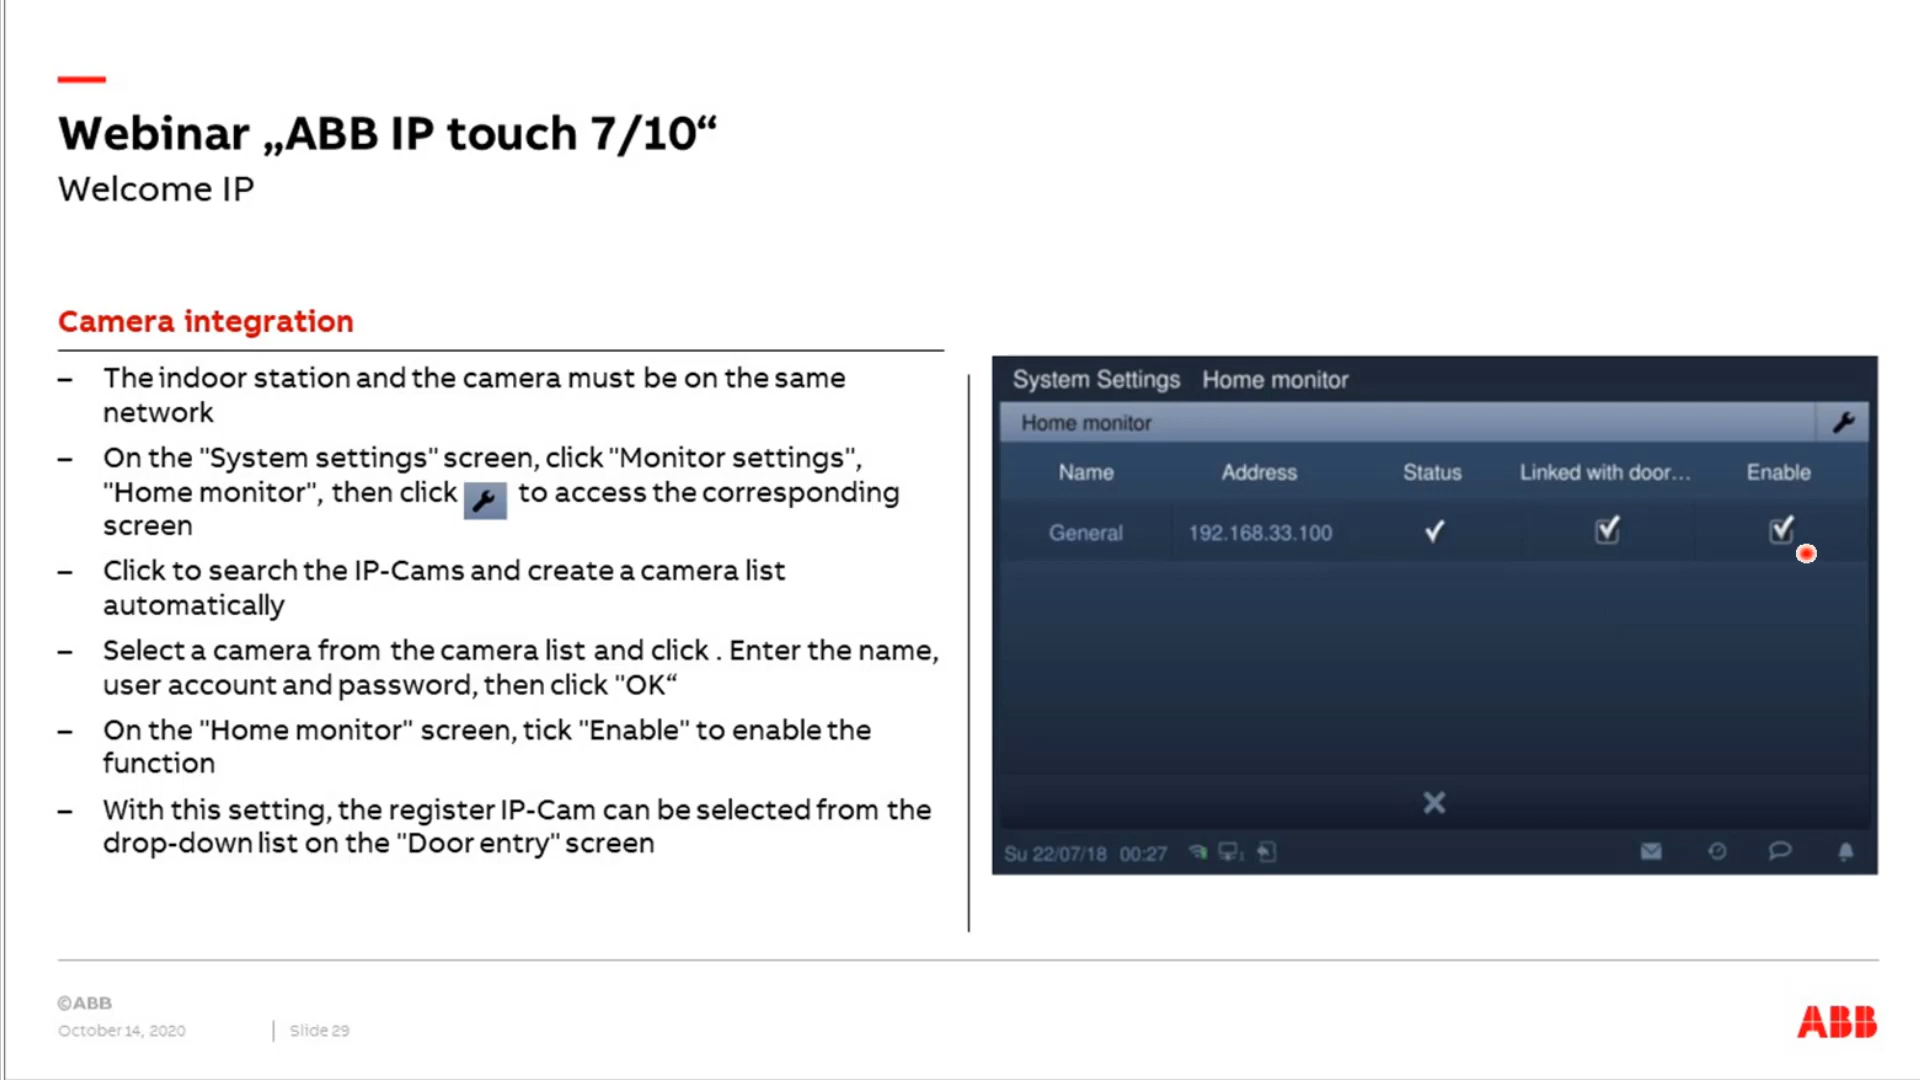 Webinar „ABB IP touch 7/10“
Welcome IP
Camera integration
– The indoor station and the camera must be on the same
network
– On the "System settings" screen, click "Monitor settings",
"Home monitor", then click to access the corresponding
screen
– Click to search the IP-Cams and create a camera list
automatically
– Select a camera from the camera list and click . Enter the name,
user account and password, then click "OK“
– On the "Home monitor" screen, tick "Enable" to enable the
function
– With this setting, the register IP-Cam can be selected from the
drop-down list on the "Door entry" screen
System Settings Home monitor
Home monitor
Name Address Status Linked with door... Enable
General 192.168.33.100
Su 22/07/18 00:27
©ABB
October 14, 2020 Slide 29
ABB